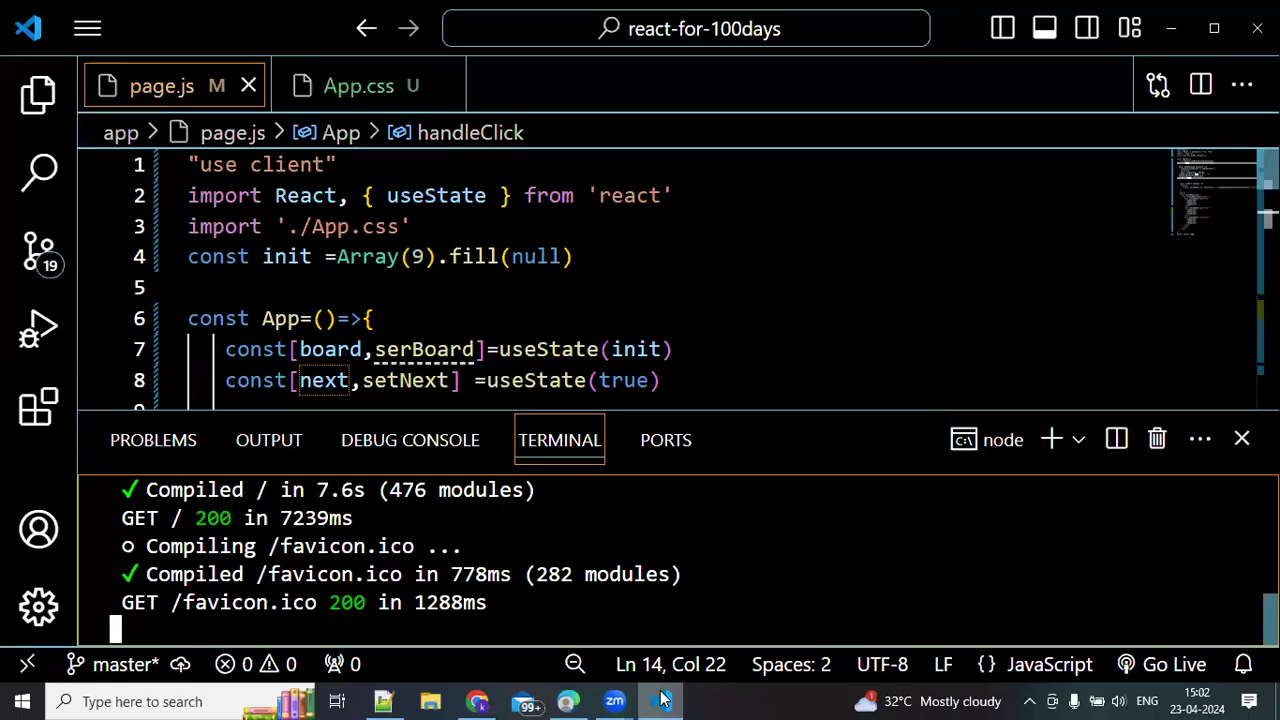 react-for-100days
page.js M
App.css U
app > page.js > App > handleClick
1 "use client"
2 import React, { useState } from 'react'
3 import './App.css'
4 const init =Array(9).fill(null)
5
6 const App=()=>{
7 const[board,serBoard]=useState(init)
8 const[next,setNext] =useState(true)
PROBLEMS OUTPUT DEBUG CONSOLE TERMINAL PORTS
node
✓ Compiled / in 7.6s (476 modules)
GET / 200 in 7239ms
○ Compiling /favicon.ico ...
✓ Compiled /favicon.ico in 778ms (282 modules)
GET /favicon.ico 200 in 1288ms
19
master* 0 0 0 Ln 14, Col 22 Spaces: 2 UTF-8 LF {} JavaScript Go Live
Type here to search
99+
zm
32°C Mostly cloudy
ENG
15:02
23-04-2024